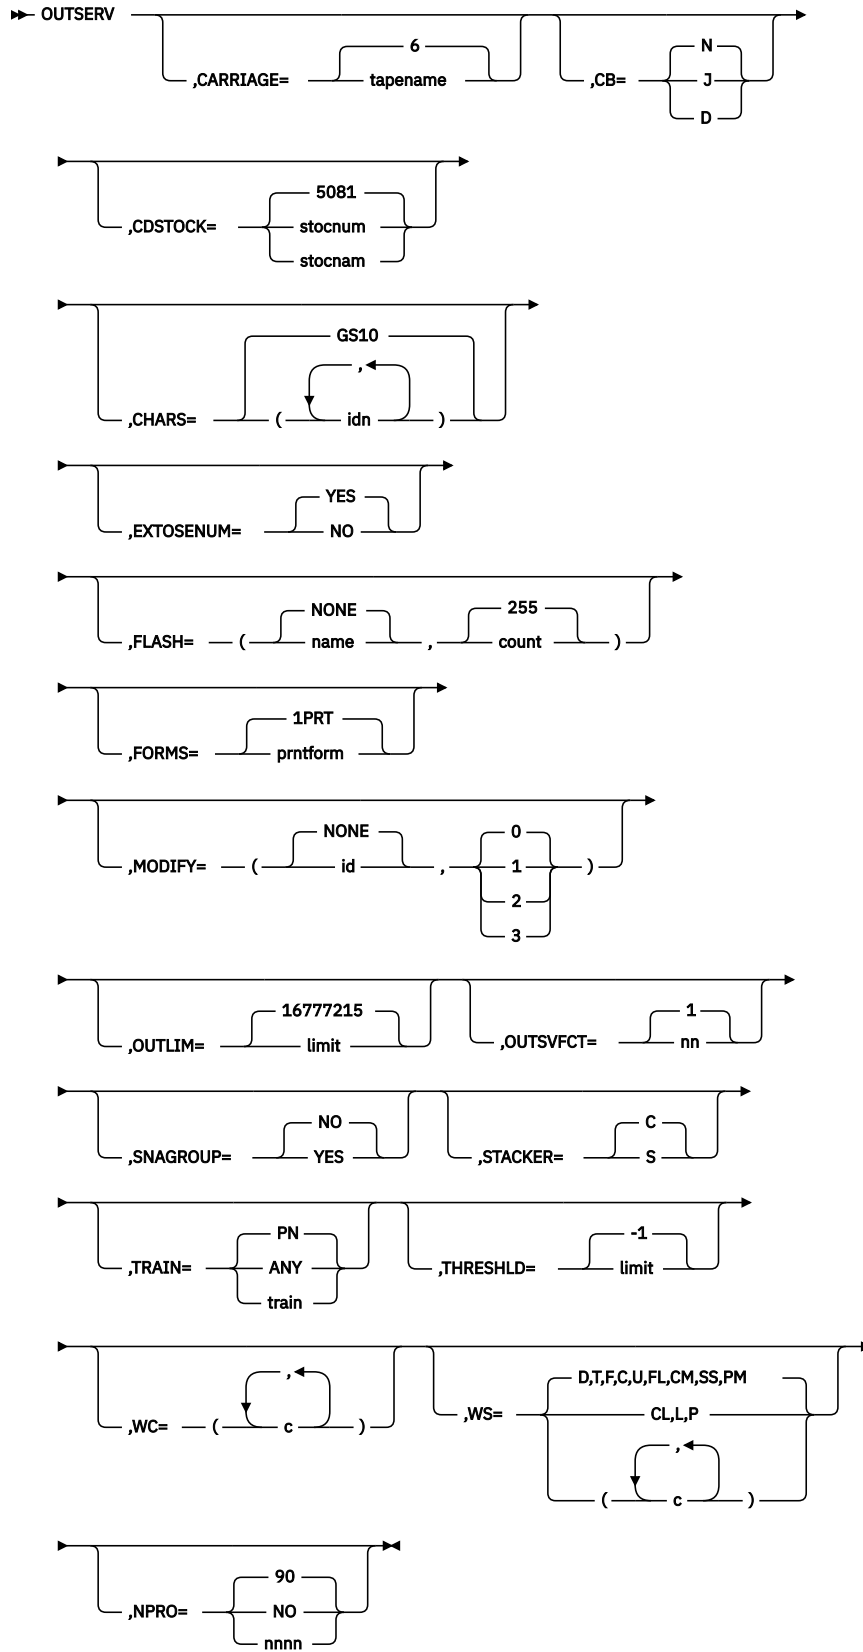 OUTSERV
,CARRIAGE=
6
tapename
,CB=
N
J
D
,CDSTOCK=
5081
stocnum
stocnam
,CHARS=
GS10
,
( idn )
,EXTOSENUM=
YES
NO
,FLASH= (
NONE
name
,
255
count
)
,FORMS=
1PRT
prntform
,MODIFY= (
NONE
id
,
0
1
2
3
)
,OUTLIM=
16777215
limit
,OUTSVFCT=
1
nn
,SNAGROUP=
NO
YES
,STACKER=
C
S
,TRAIN=
PN
ANY
train
,THRESHLD=
-1
limit
,WC=
,
( c )
,WS=
D,T,F,C,U,FL,CM,SS,PM
CL,L,P
,
( c )
,NPRO=
90
NO
nnnn